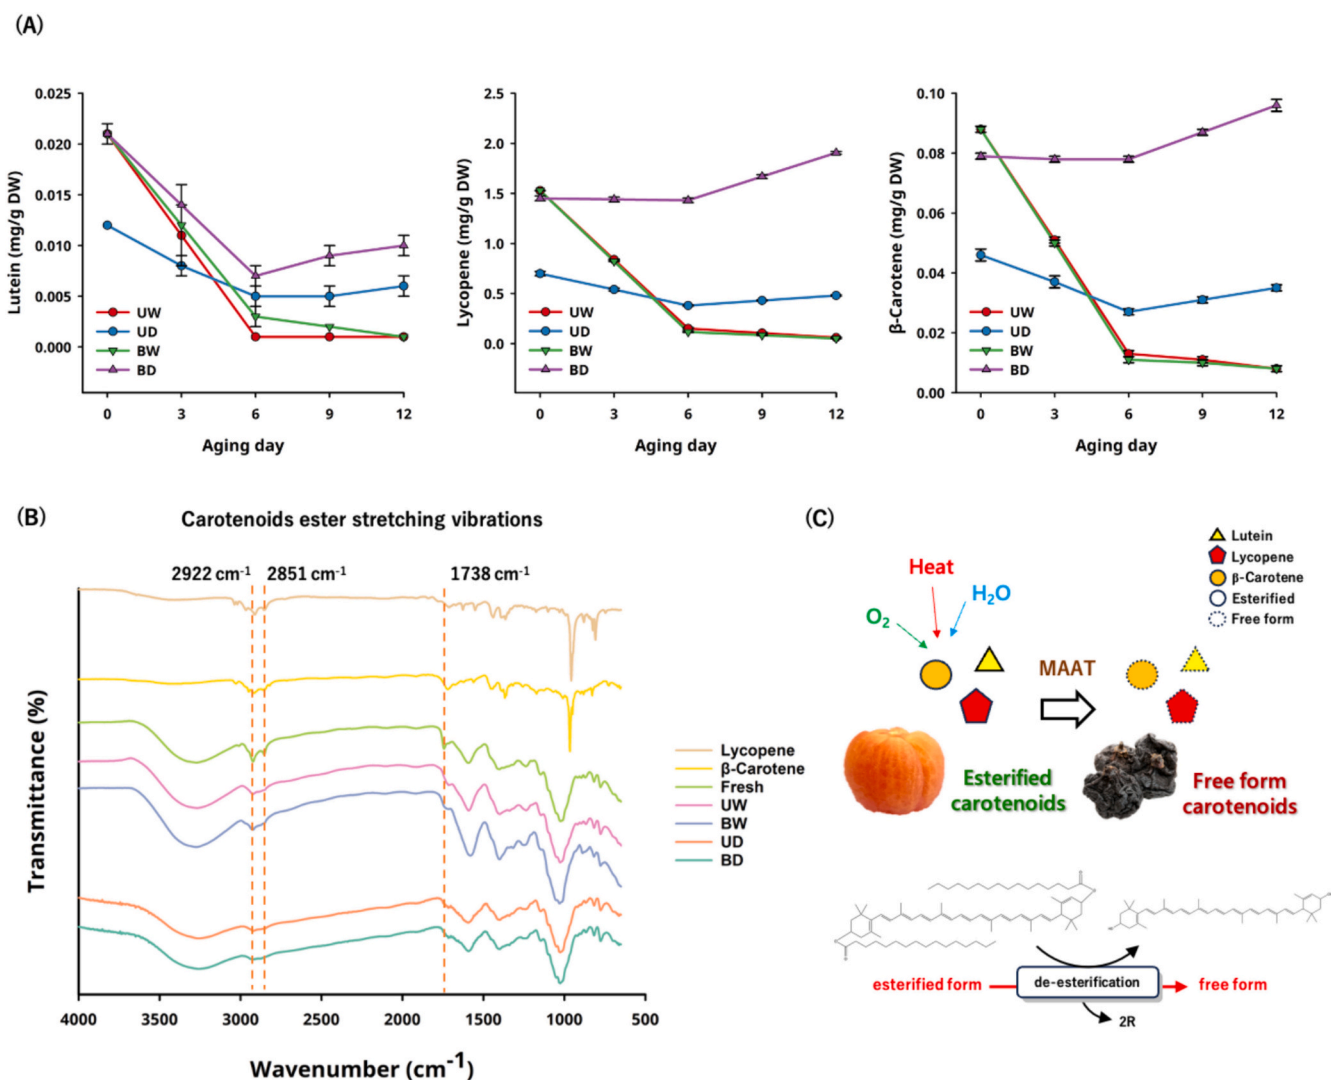 (A)
Lutein (mg/g DW)
0.025
0.020
0.015
0.010
0.005
0.000
UW
UD
BW
BD
0 3 6 9 12
Aging day
Lycopene (mg/g DW)
2.5
2.0
1.5
1.0
0.5
0.0
UW
UD
BW
BD
0 3 6 9 12
Aging day
β-Carotene (mg/g DW)
0.10
0.08
0.06
0.04
0.02
0.00
UW
UD
BW
BD
0 3 6 9 12
Aging day
(B)
Carotenoids ester stretching vibrations
2922 cm-1 2851 cm-1 1738 cm-1
Transmittance (%)
Lycopene
β-Carotene
Fresh
UW
BW
UD
BD
4000 3500 3000 2500 2000 1500 1000 500
Wavenumber (cm-1)
(C)
Lutein
Lycopene
β-Carotene
Esterified
Free form
Heat
H2O
O2
MAAT
Esterified
carotenoids
Free form
carotenoids
esterified form
de-esterification
free form
2R